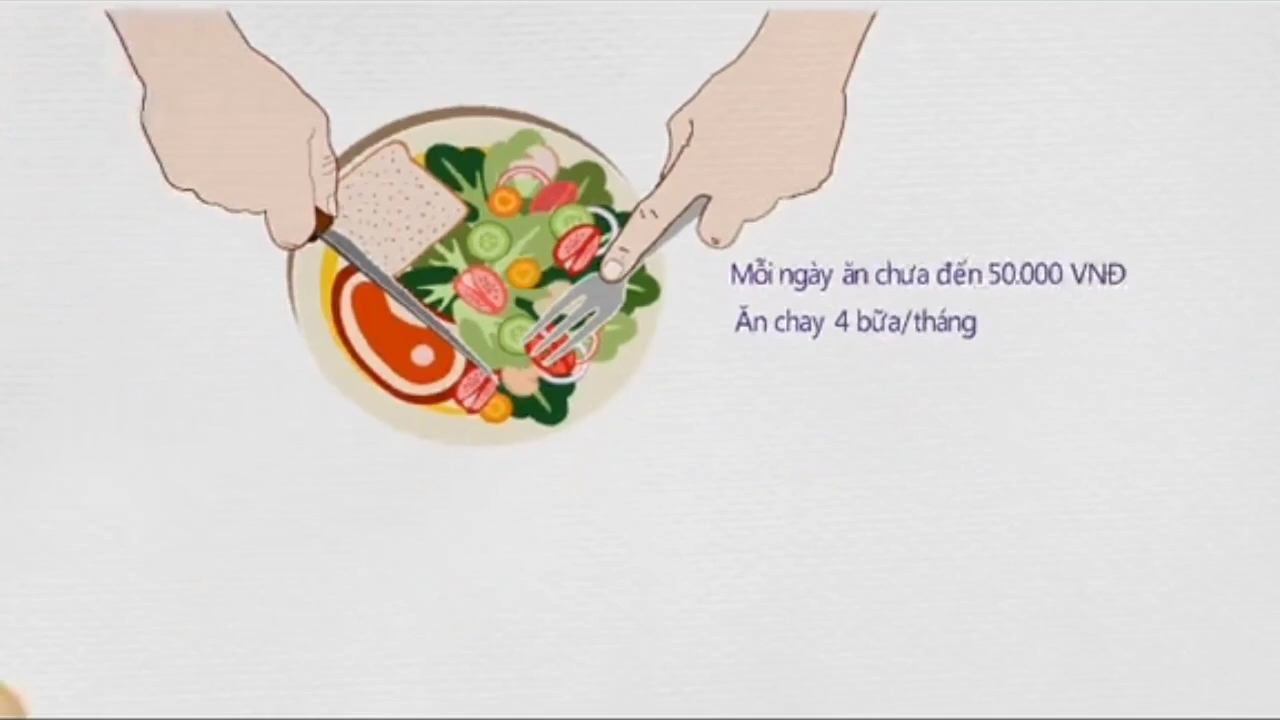 Mỗi ngày ăn chưa đến 50.000 VNĐ
Ăn chay 4 bữa/tháng